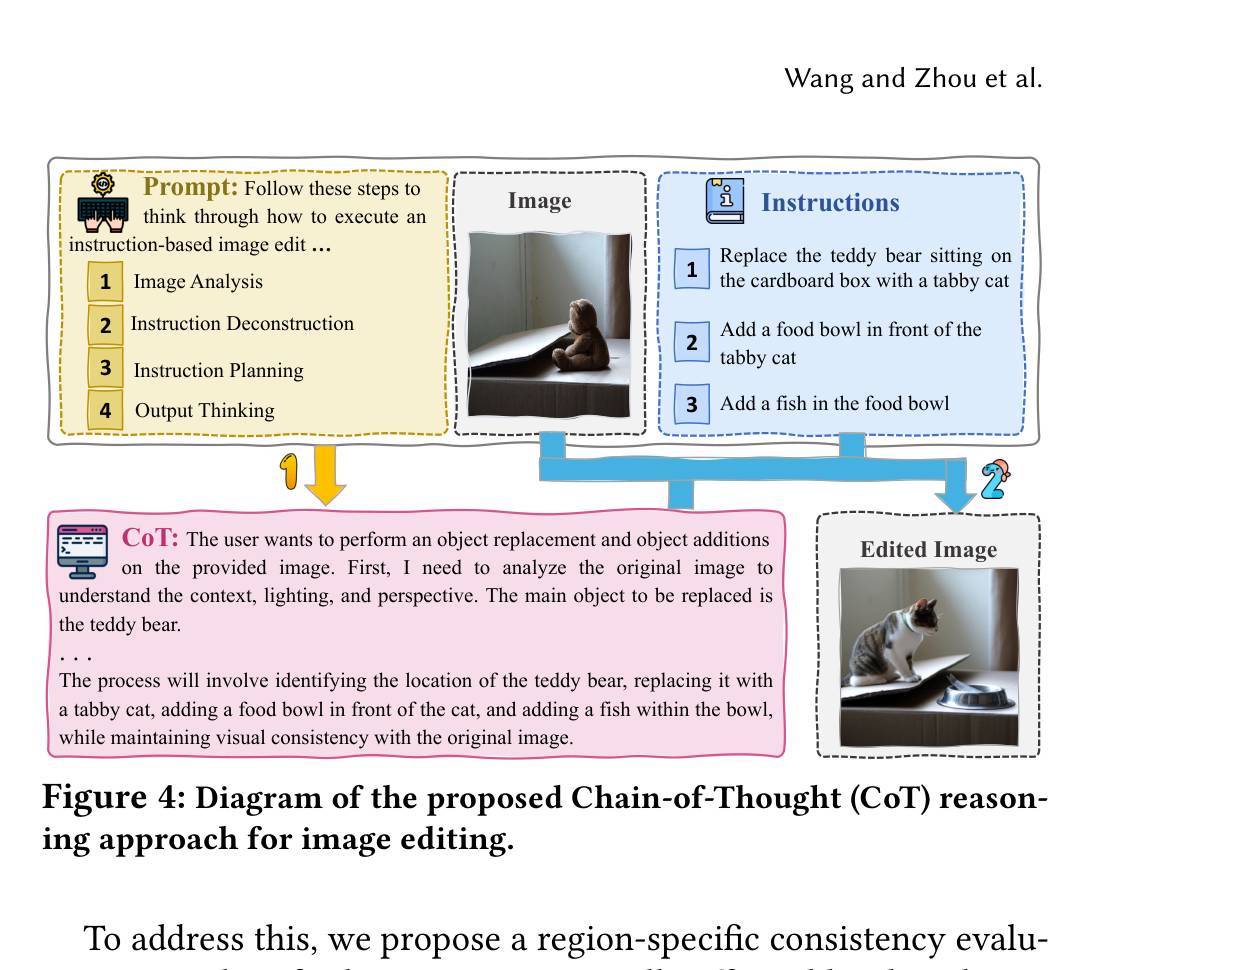 Wang and Zhou et al.
Prompt: Follow these steps to
think through how to execute an
instruction-based image edit ...
1 Image Analysis
2 Instruction Deconstruction
3 Instruction Planning
4 Output Thinking
Image
Instructions
1 Replace the teddy bear sitting on
the cardboard box with a tabby cat
2 Add a food bowl in front of the
tabby cat
3 Add a fish in the food bowl
1
2
CoT: The user wants to perform an object replacement and object additions
on the provided image. First, I need to analyze the original image to
understand the context, lighting, and perspective. The main object to be replaced is
the teddy bear.
. . .
The process will involve identifying the location of the teddy bear, replacing it with
a tabby cat, adding a food bowl in front of the cat, and adding a fish within the bowl,
while maintaining visual consistency with the original image.
Edited Image
Figure 4: Diagram of the proposed Chain-of-Thought (CoT) reason-
ing approach for image editing.
To address this, we propose a region-specific consistency evalu-